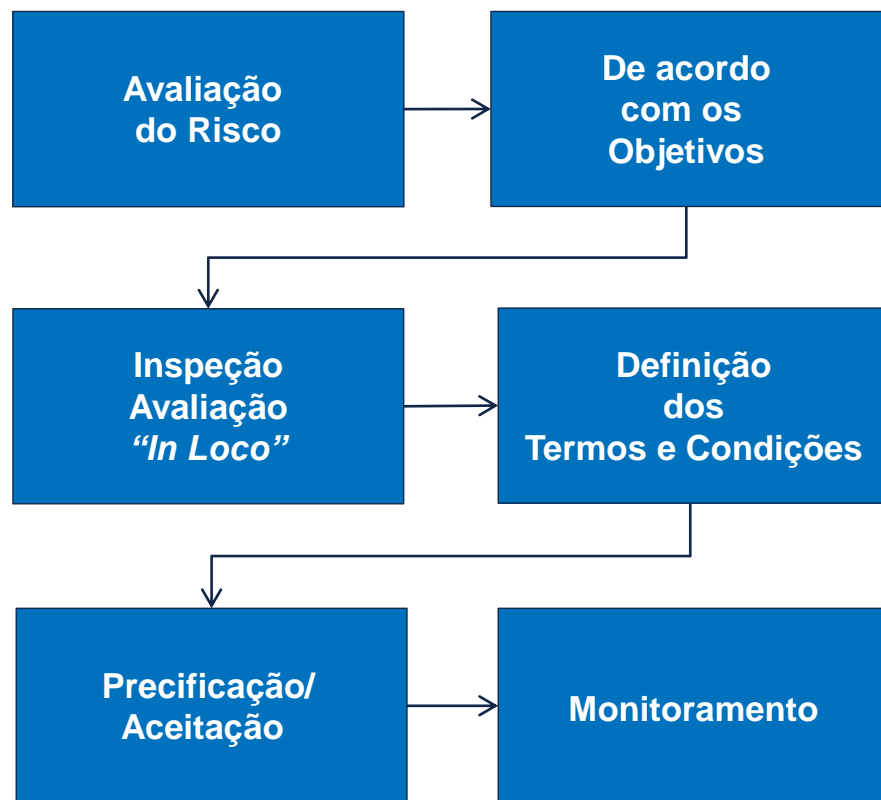 Avaliação
do Risco
De acordo
com os
Objetivos
Inspeção
Avaliação
“In Loco”
Definição
dos
Termos e Condições
Precificação/
Aceitação
Monitoramento